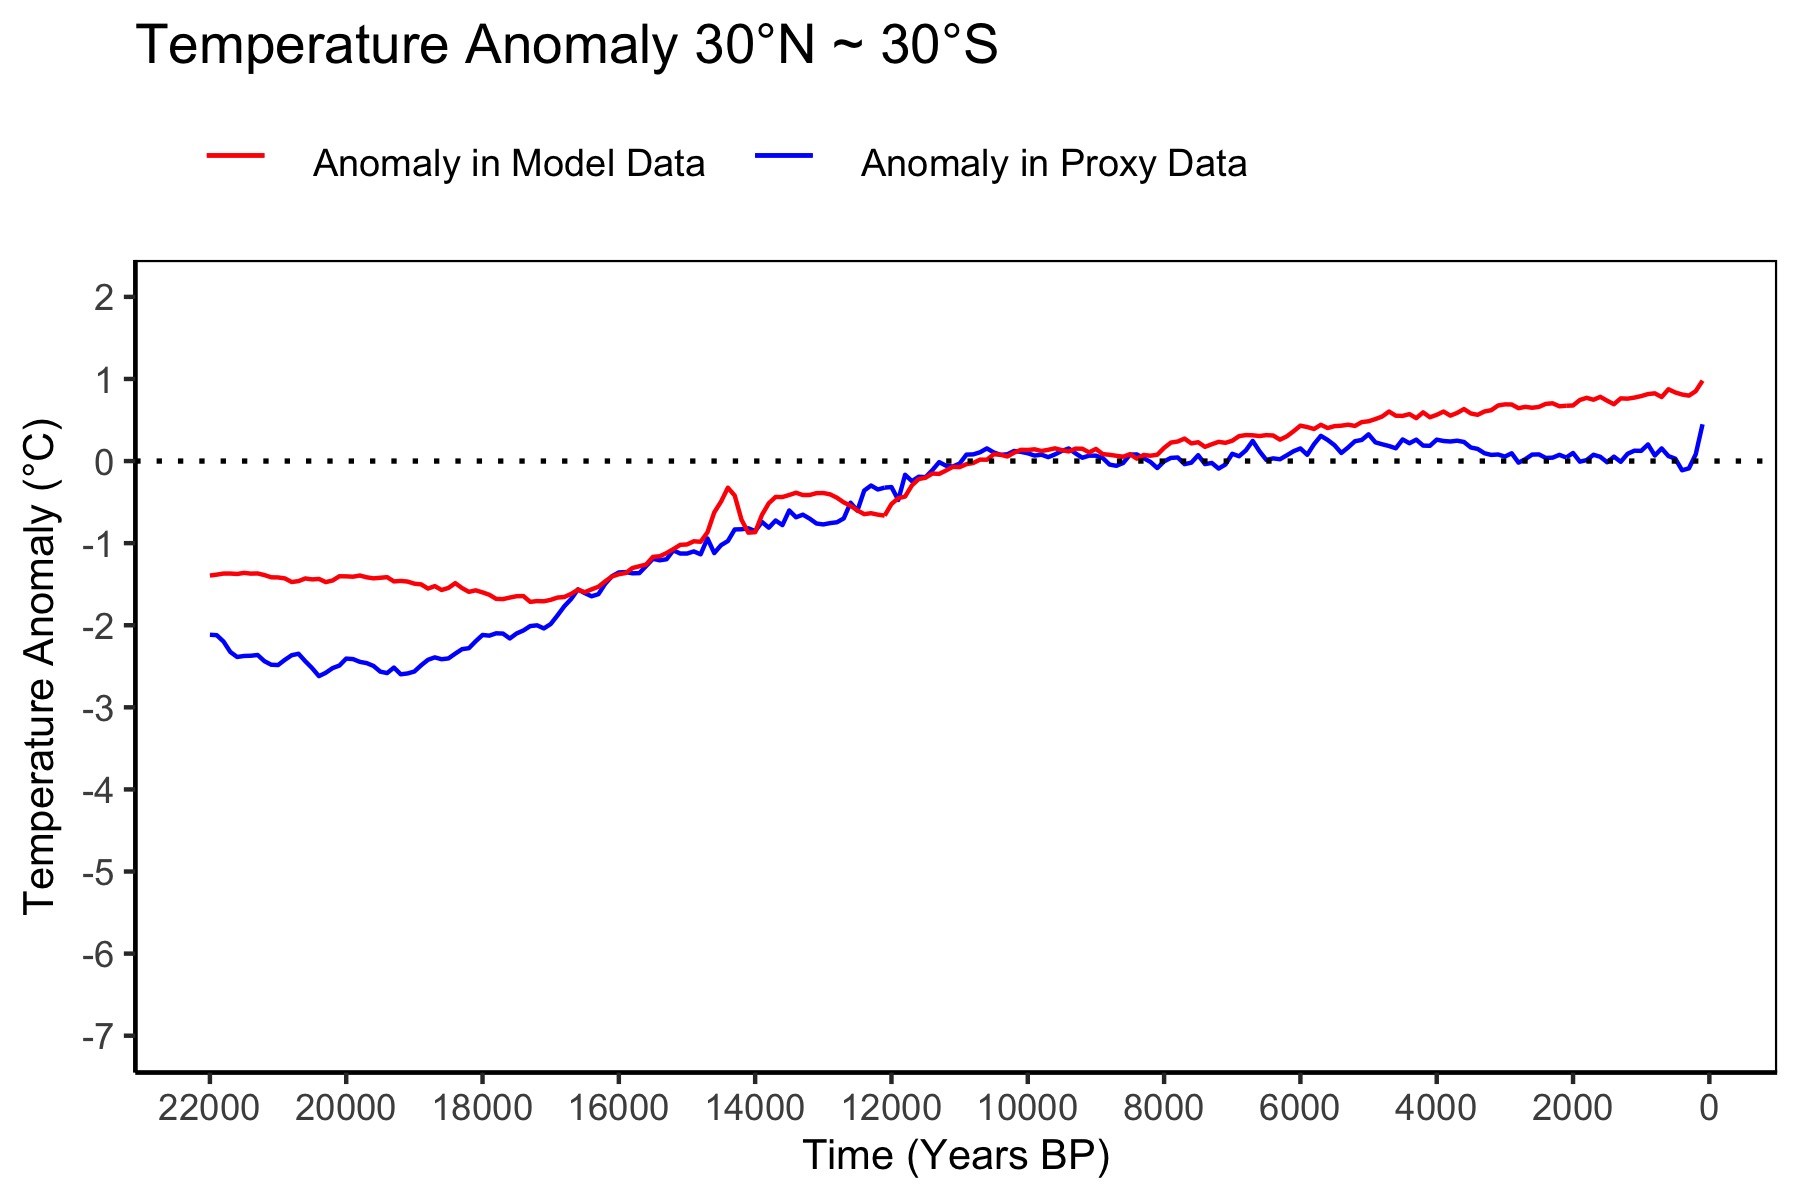 Temperature Anomaly 30°N ~ 30°S
Anomaly in Model Data Anomaly in Proxy Data
Temperature Anomaly (°C)
2
1
0
-1
-2
-3
-4
-5
-6
-7
22000 20000 18000 16000 14000 12000 10000 8000 6000 4000 2000 0
Time (Years BP)